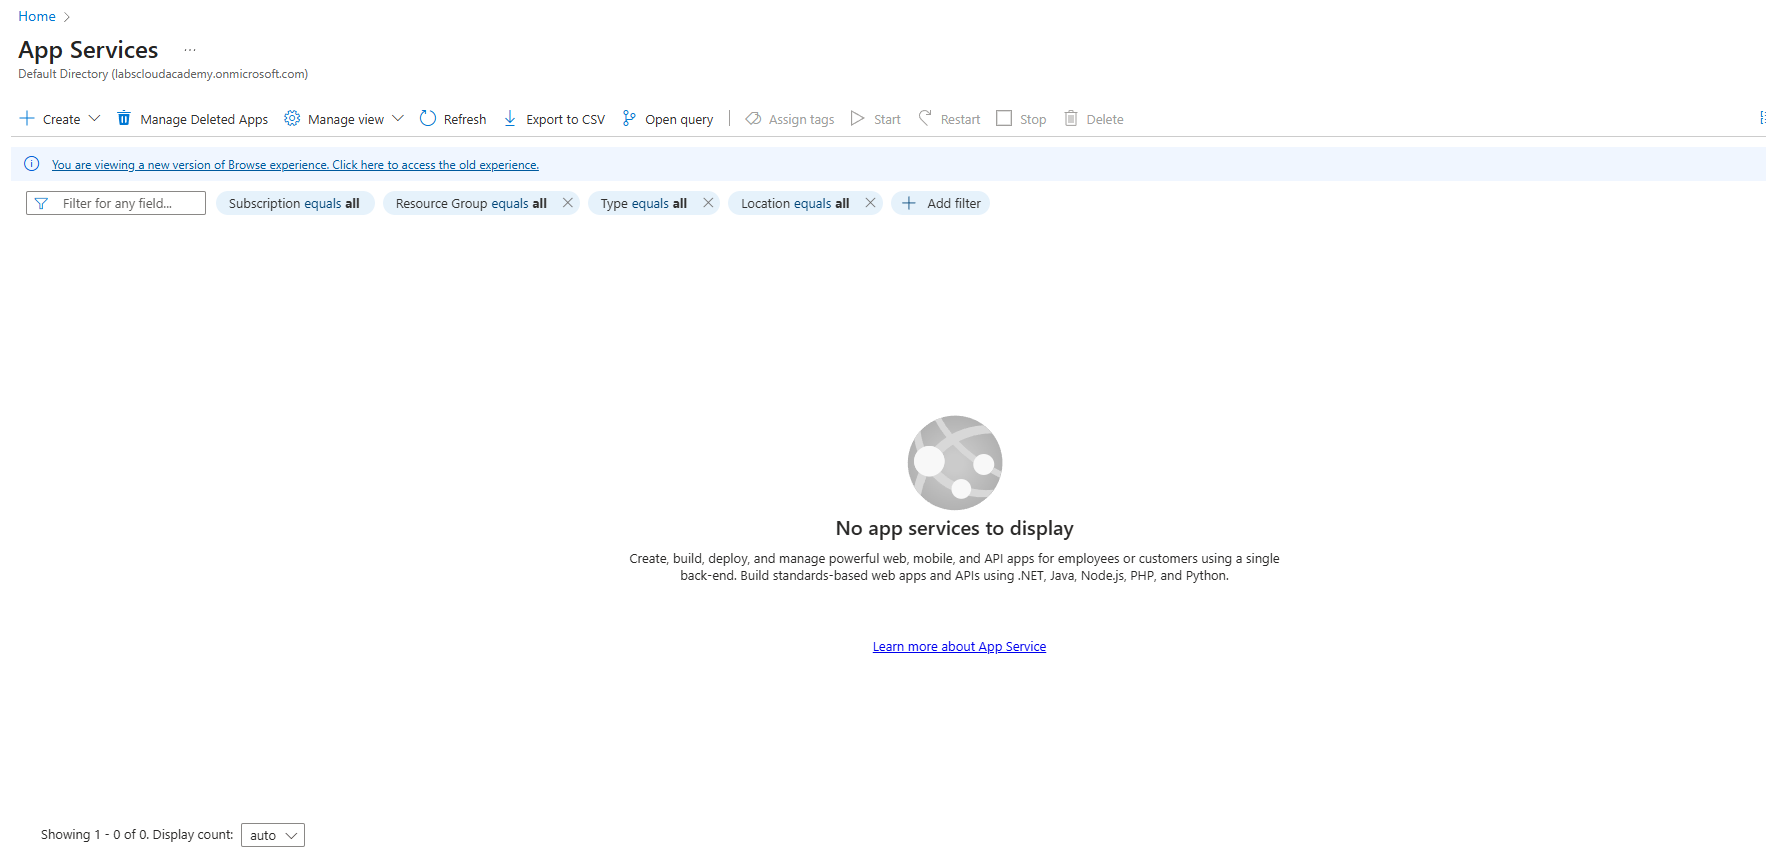 Home
App Services ...
Default Directory (labscloudacademy.onmicrosoft.com)
Create Manage Deleted Apps Manage view Refresh Export to CSV Open query Assign tags Start Restart Stop Delete
You are viewing a new version of Browse experience. Click here to access the old experience.
Filter for any field... Subscription equals all Resource Group equals all Type equals all Location equals all Add filter
No app services to display
Create, build, deploy, and manage powerful web, mobile, and API apps for employees or customers using a single
back-end. Build standards-based web apps and APIs using .NET, Java, Node.js, PHP, and Python.
Learn more about App Service
Showing 1 - 0 of 0. Display count: auto